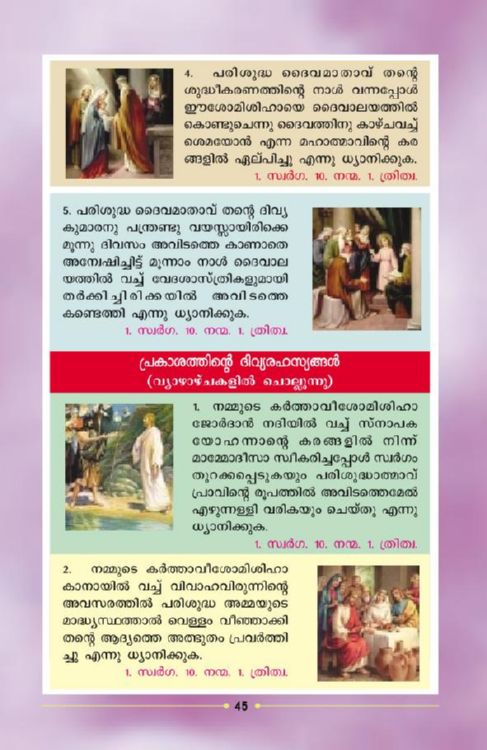 4. പരിശുദ്ധ ദൈവമാതാവ് തന്റെ
ശുദ്ധീകരണത്തിന്റെ നാൾ വന്നപ്പോൾ
ഈശോമിശിഹായെ ദൈവാലയത്തിൽ
കൊണ്ടുചെന്നു ദൈവത്തിനു കാഴ്ചവച്ച്
ശെമയോൻ എന്ന മഹാത്മാവിന്റെ കര
ങ്ങളിൽ ഏല്പിച്ചു എന്നു ധ്യാനിക്കുക.
1. സ്വർഗ. 10. നന്മ. 1. ത്രിത്വ.
5. പരിശുദ്ധ ദൈവമാതാവ് തന്റെ ദിവ്യ
കുമാരനു പന്ത്രണ്ടു വയസ്സായിരിക്കെ
മൂന്നു ദിവസം അവിടത്തെ കാണാതെ
അന്വേഷിച്ചിട്ട് മൂന്നാം നാൾ ദൈവാല
യത്തിൽ വച്ച് വേദശാസ്ത്രികളുമായി
തർക്കിച്ചിരിക്കയിൽ അവിടത്തെ
കണ്ടെത്തി എന്നു ധ്യാനിക്കുക.
1. സ്വർഗ. 10. നന്മ. 1. ത്രിത്വ.
പ്രകാശത്തിന്റെ ദിവ്യരഹസ്യങ്ങൾ
(വ്യാഴാഴ്ചകളിൽ ചൊല്ലുന്നു)
1. നമ്മുടെ കർത്താവീശോമിശിഹാ
ജോർദാൻ നദിയിൽ വച്ച് സ്നാപക
യോഹന്നാന്റെ കരങ്ങളിൽ നിന്ന്
മാമ്മോദീസാ സ്വീകരിച്ചപ്പോൾ സ്വർഗം
തുറക്കപ്പെടുകയും പരിശുദ്ധാത്മാവ്
പ്രാവിന്റെ രൂപത്തിൽ അവിടത്തെമേൽ
എഴുന്നള്ളി വരികയും ചെയ്തു എന്നു
ധ്യാനിക്കുക.
1. സ്വർഗ. 10. നന്മ. 1. ത്രിത്വ.
2. നമ്മുടെ കർത്താവീശോമിശിഹാ
കാനായിൽ വച്ച് വിവാഹവിരുന്നിന്റെ
അവസരത്തിൽ പരിശുദ്ധ അമ്മയുടെ
മാദ്ധ്യസ്ഥത്താൽ വെള്ളം വീഞ്ഞാക്കി
തന്റെ ആദ്യത്തെ അത്ഭുതം പ്രവർത്തി
ച്ചു എന്നു ധ്യാനിക്കുക.
1. സ്വർഗ. 10. നന്മ. 1. ത്രിത്വ.
45